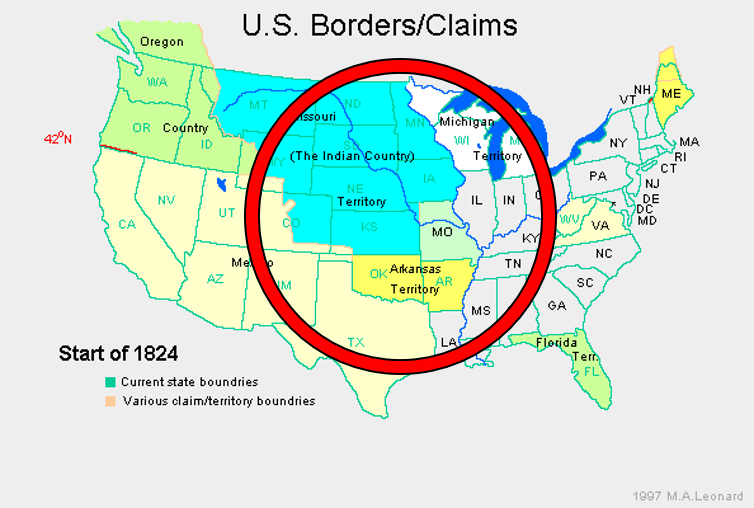 U.S. Borders/Claims
Oregon
NH
VT
ME
WA
MT
ND
Missouri
MN
Michigan
OR
Country
ID
42°N
SD
WI
NY
MA
RI
CT
(The Indian Country)
Territory
WY
PA
NJ
DE
DC
MD
NE
IA
Territory
IL
IN
NV
UT
CO
KS
MO
WV
VA
CA
KY
NC
TN
Mexico
AZ
NM
OK
Arkansas
Territory
AR
SC
MS
GA
TX
LA
Florida
Terr.
FL
Start of 1824
Current state boundries
Various claim/territory boundries
1997 M.A.Leonard